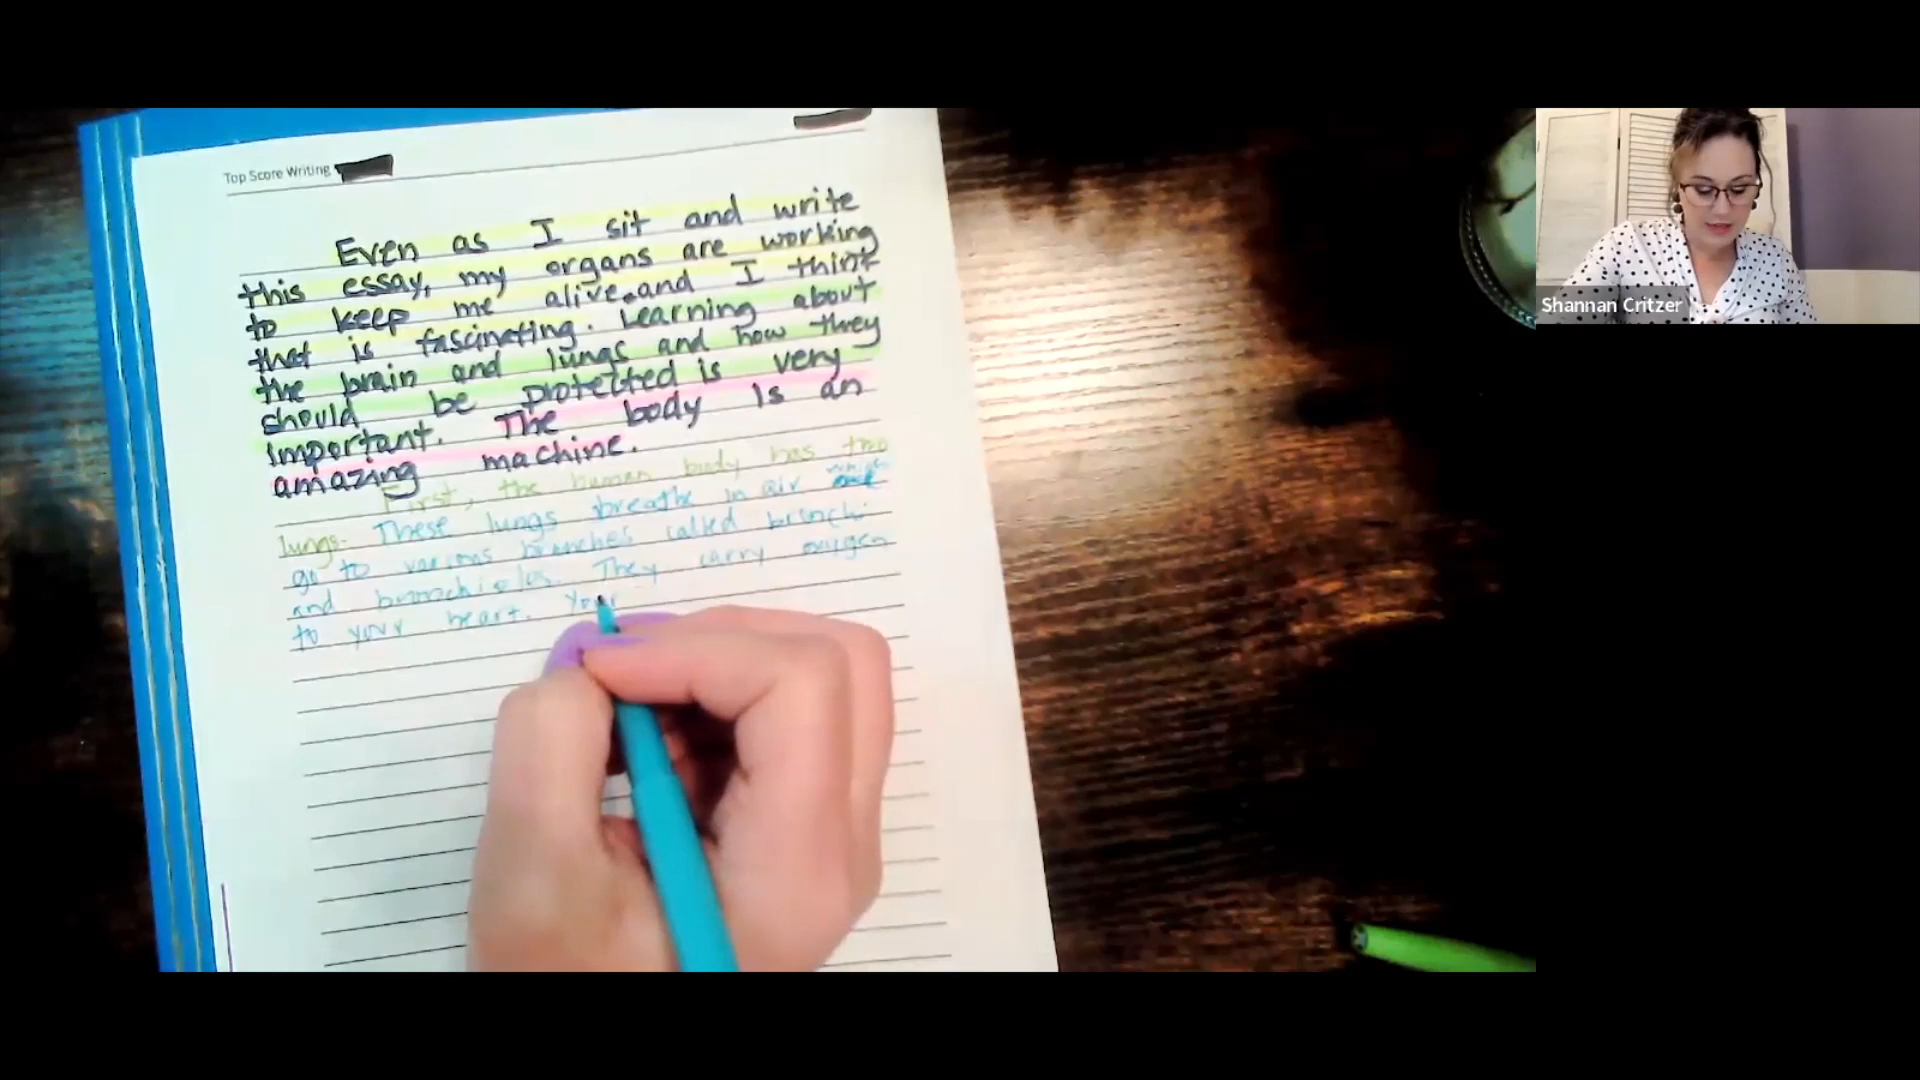 Top Score Writing
Even as I sit and write
this essay, my organs are working
to keep me alive and I think
that is fascinating. Learning about
the brain and lungs and how they
should be protected is very
important. The body is an
amazing machine.
First, the human body has two
lungs. These lungs breathe in air which
go to various branches called bronchi
and bronchioles. They carry oxygen
to your heart. Your
Shannan Critzer